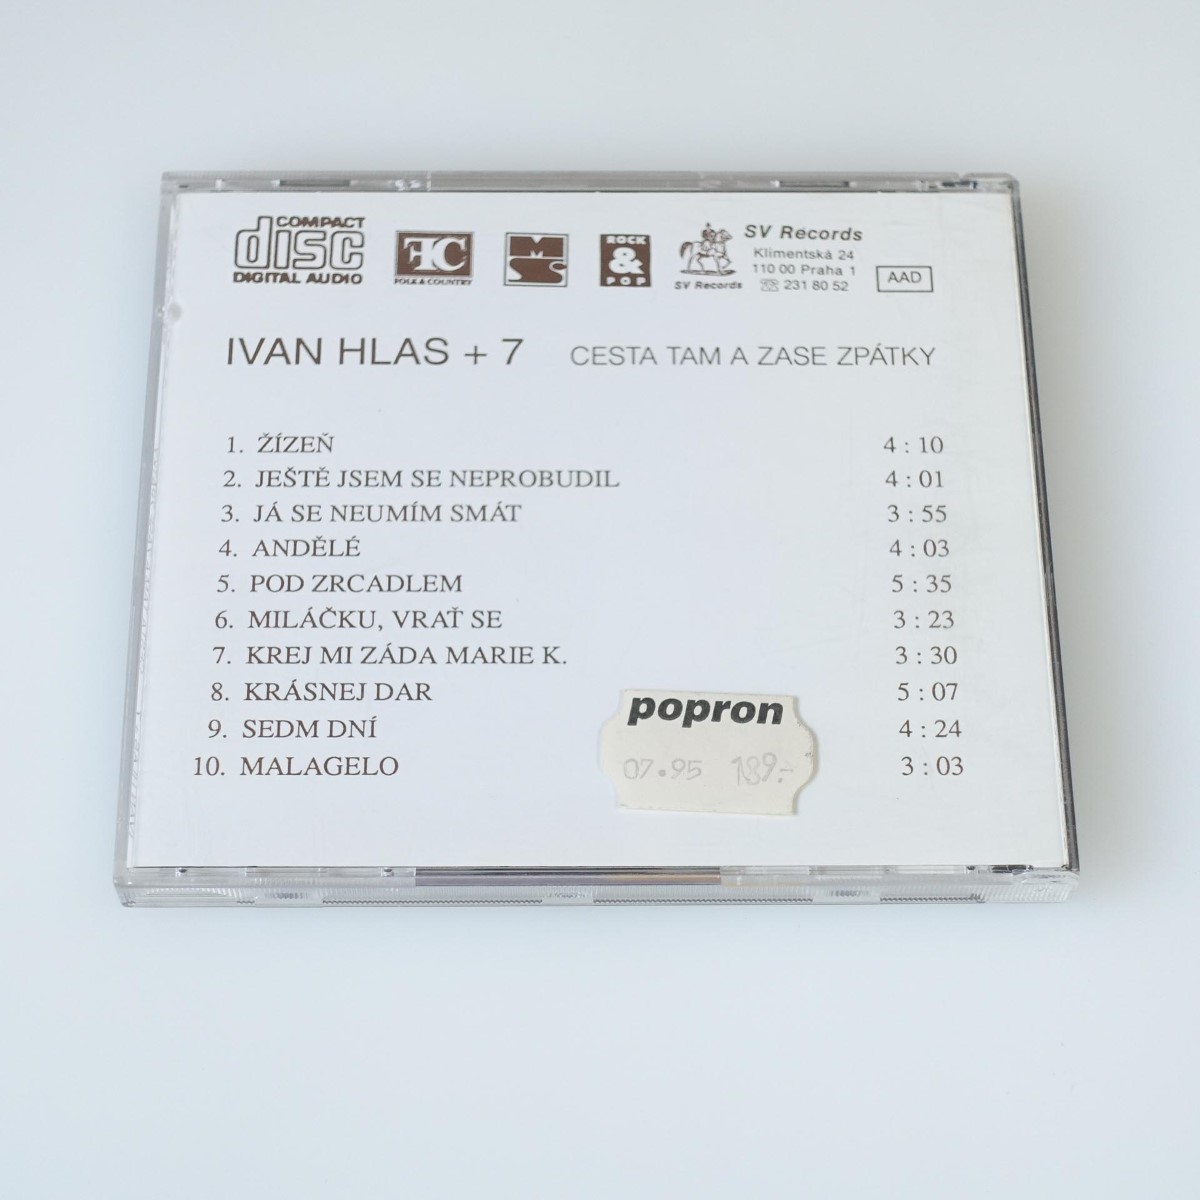 COMPACT
disc
DIGITAL AUDIO
FC
FOLK & COUNTRY
ROCK
&
POP
SV Records
SV Records
Klimentská 24
110 00 Praha 1
☏ 231 80 52
AAD
IVAN HLAS + 7 CESTA TAM A ZASE ZPÁTKY
1. ŽÍZEŇ 4 : 10
2. JEŠTĚ JSEM SE NEPROBUDIL 4 : 01
3. JÁ SE NEUMÍM SMÁT 3 : 55
4. ANDĚLÉ 4 : 03
5. POD ZRCADLEM 5 : 35
6. MILÁČKU, VRAŤ SE 3 : 23
7. KREJ MI ZÁDA MARIE K. 3 : 30
8. KRÁSNEJ DAR 5 : 07
9. SEDM DNÍ 4 : 24
10. MALAGELO 3 : 03
popron
07.95 189.-